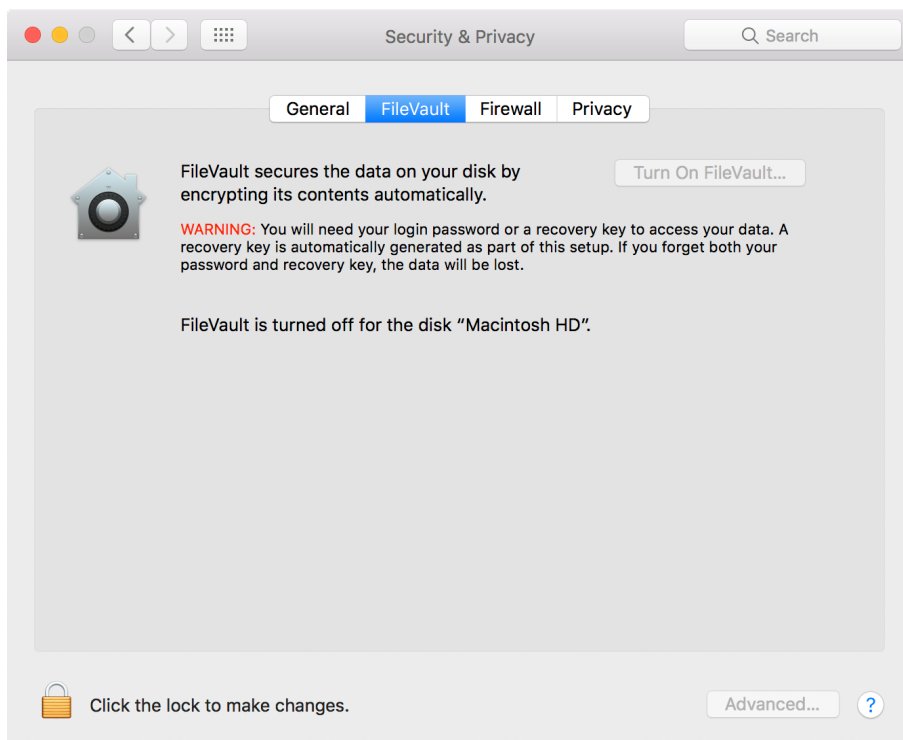 Security & Privacy
Search
General
FileVault
Firewall
Privacy
FileVault secures the data on your disk by
encrypting its contents automatically.
Turn On FileVault...
WARNING: You will need your login password or a recovery key to access your data. A
recovery key is automatically generated as part of this setup. If you forget both your
password and recovery key, the data will be lost.
FileVault is turned off for the disk “Macintosh HD”.
Click the lock to make changes.
Advanced...
?